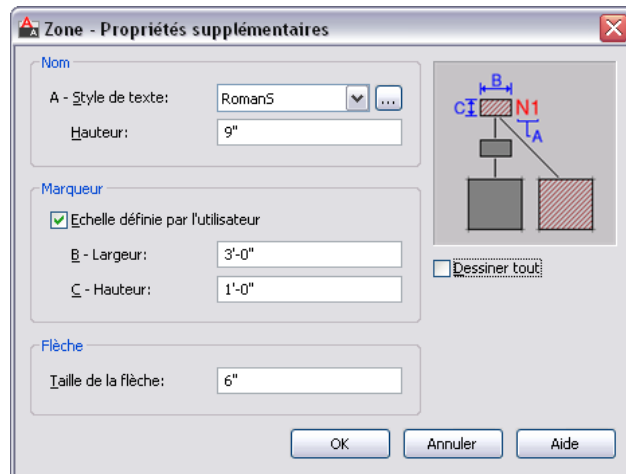 Zone - Propriétés supplémentaires
Nom
A - Style de texte: RomanS ...
Hauteur: 9"
Marqueur
Echelle définie par l'utilisateur
B - Largeur: 3'-0"
C - Hauteur: 1'-0"
Flèche
Taille de la flèche: 6"
B
C N1
A
Dessiner tout
OK Annuler Aide